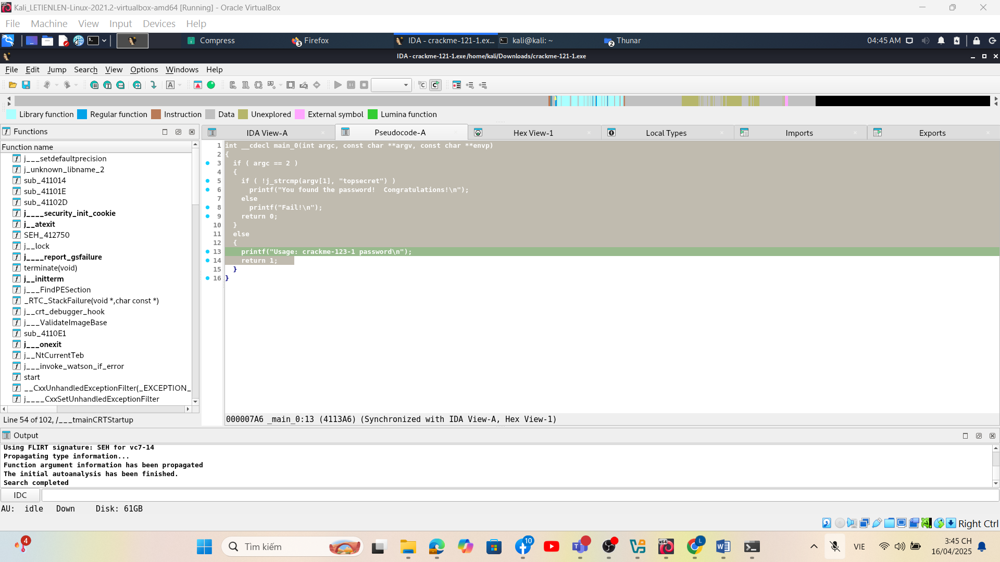 Kali_LETIENLEN-Linux-2021.2-virtualbox-amd64 [Running] - Oracle VirtualBox
File Machine View Input Devices Help
Compress
3 Firefox
IDA - crackme-121-1.ex...
kali@kali: ~
2 Thunar
04:45 AM
IDA - crackme-121-1.exe /home/kali/Downloads/crackme-121-1.exe
File Edit Jump Search View Options Windows Help
Library function Regular function Instruction Data Unexplored External symbol Lumina function
Functions
Function name
j___setdefaultprecision
j_unknown_libname_2
sub_411014
sub_41101E
sub_41102D
j____security_init_cookie
j__atexit
SEH_412750
j__lock
j____report_gsfailure
terminate(void)
j__initterm
j___FindPESection
_RTC_StackFailure(void *,char const *)
j__crt_debugger_hook
j___ValidateImageBase
sub_4110E1
j___onexit
j__NtCurrentTeb
j___invoke_watson_if_error
start
__CxxUnhandledExceptionFilter(_EXCEPTION_
j____CxxSetUnhandledExceptionFilter
Line 54 of 102, /___tmainCRTStartup
IDA View-A
Pseudocode-A
Hex View-1
Local Types
Imports
Exports
1 int __cdecl main_0(int argc, const char **argv, const char **envp)
2 {
3 if ( argc == 2 )
4 {
5 if ( !j_strcmp(argv[1], "topsecret") )
6 printf("You found the password!  Congratulations!\n");
7 else
8 printf("Fail!\n");
9 return 0;
10 }
11 else
12 {
13 printf("Usage: crackme-123-1 password\n");
14 return 1;
15 }
16 }
000007A6 _main_0:13 (4113A6) (Synchronized with IDA View-A, Hex View-1)
Output
Using FLIRT signature: SEH for vc7-14
Propagating type information...
Function argument information has been propagated
The initial autoanalysis has been finished.
Search completed
IDC
AU: idle Down Disk: 61GB
Right Ctrl
4
Tìm kiếm
10
L
VIE
3:45 CH
16/04/2025